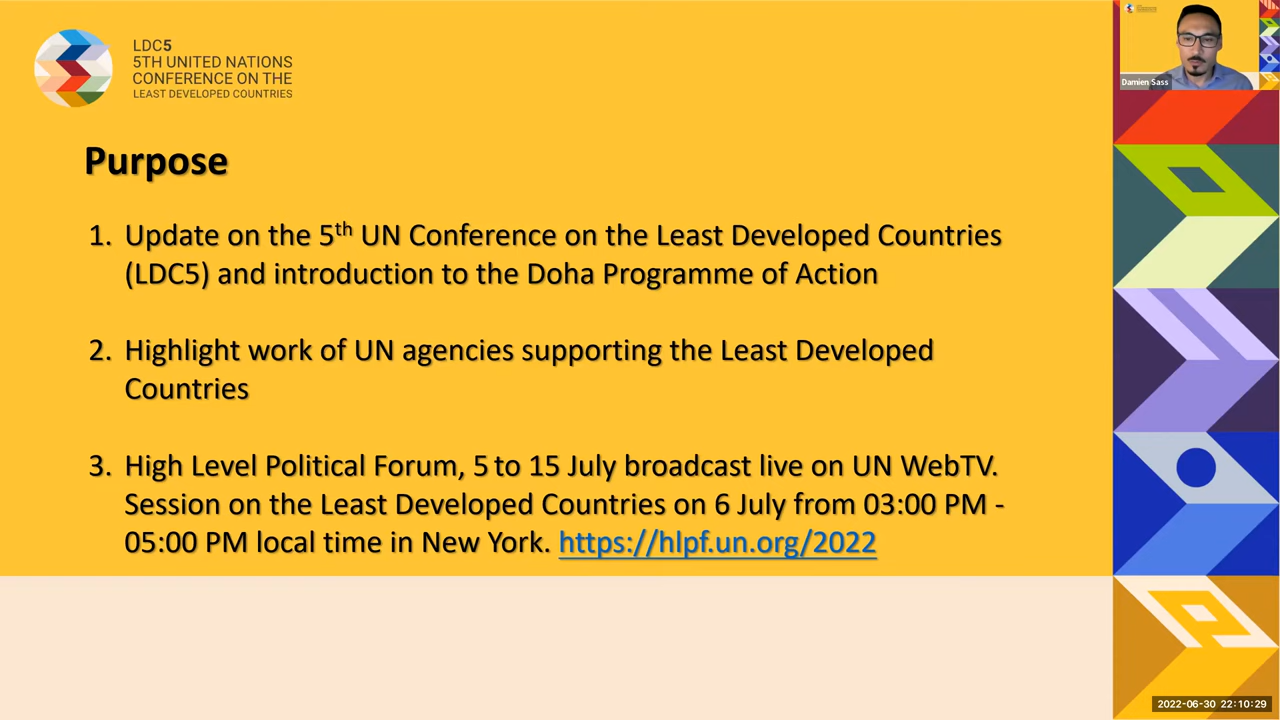 LDC5
5TH UNITED NATIONS
CONFERENCE ON THE
LEAST DEVELOPED COUNTRIES
Damien Sass
Purpose
1. Update on the 5th UN Conference on the Least Developed Countries
(LDC5) and introduction to the Doha Programme of Action
2. Highlight work of UN agencies supporting the Least Developed
Countries
3. High Level Political Forum, 5 to 15 July broadcast live on UN WebTV.
Session on the Least Developed Countries on 6 July from 03:00 PM -
05:00 PM local time in New York. https://hlpf.un.org/2022
2022-06-30 22:10:29